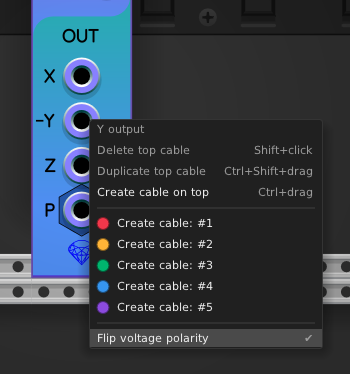 OUT
X
–Y
Z
P
Y output
Delete top cable Shift+click
Duplicate top cable Ctrl+Shift+drag
Create cable on top Ctrl+drag
Create cable: #1
Create cable: #2
Create cable: #3
Create cable: #4
Create cable: #5
Flip voltage polarity ✔